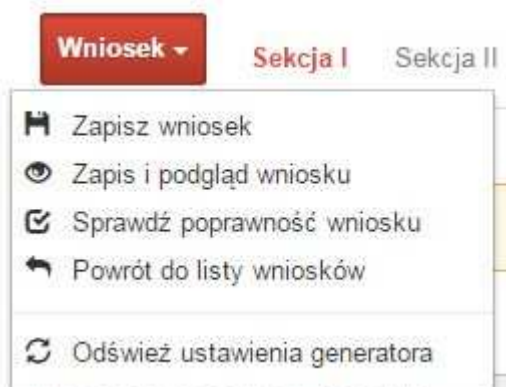 Wniosek Sekcja I Sekcja II
Zapisz wniosek
Zapis i podgląd wniosku
Sprawdź poprawność wniosku
Powrót do listy wniosków
Odśwież ustawienia generatora